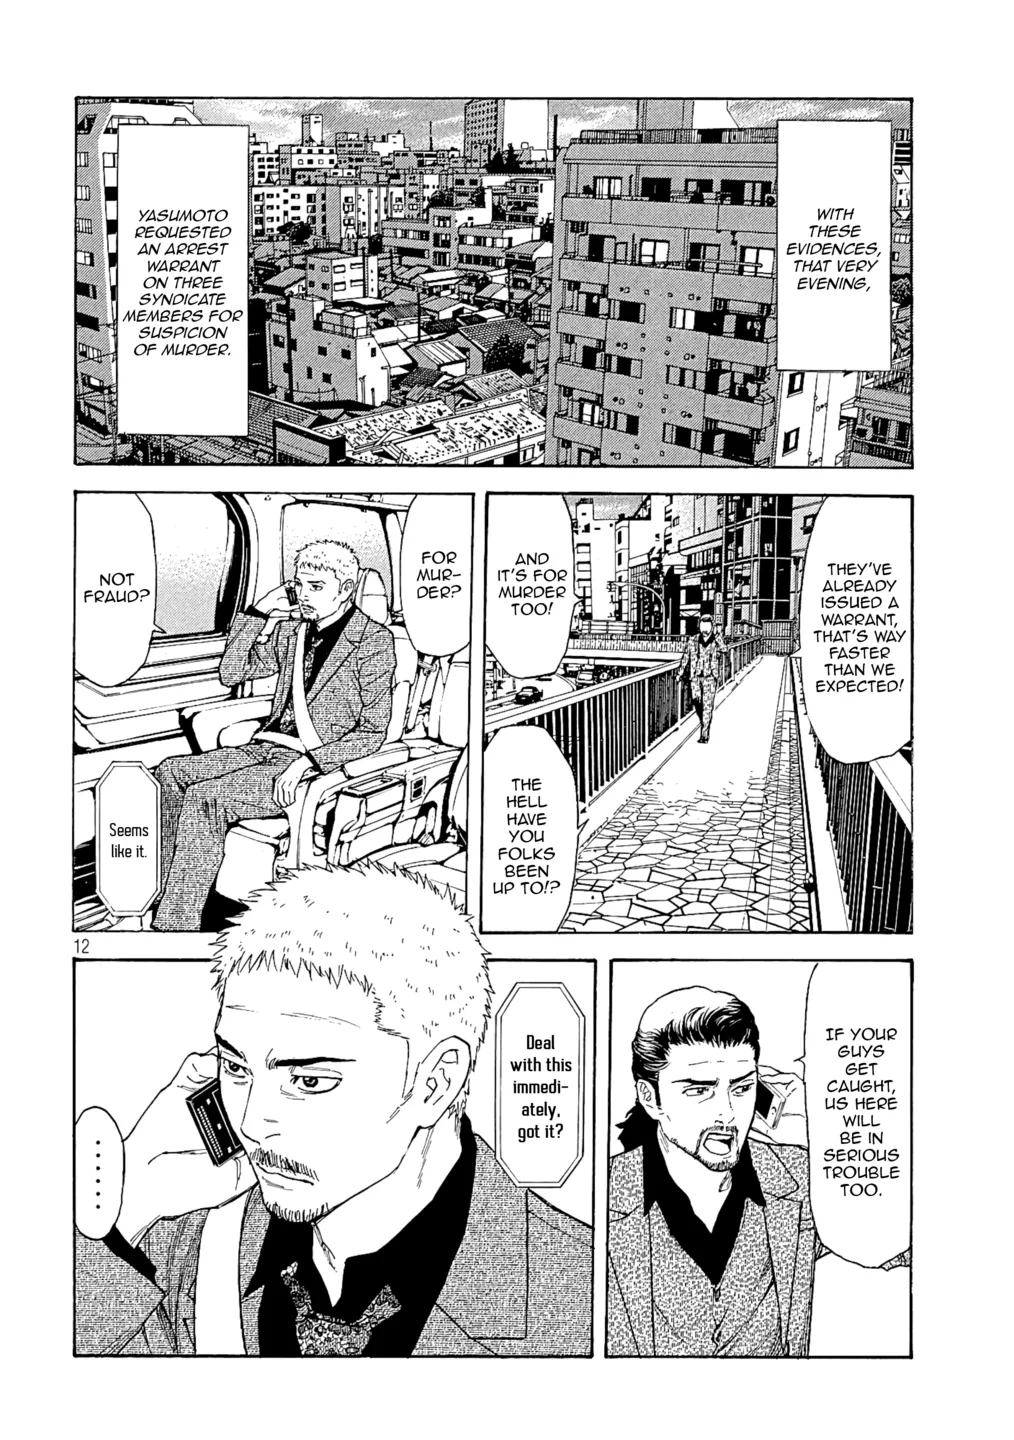 WITH
THESE
EVIDENCES,
THAT VERY
EVENING,
YASUMOTO
REQUESTED
AN ARREST
WARRANT
ON THREE
SYNDICATE
MEMBERS FOR
SUSPICION
OF MURDER.
THEY'VE
ALREADY
ISSUED A
WARRANT,
THAT'S WAY
FASTER
THAN WE
EXPECTED!
AND
IT'S FOR
MURDER
TOO!
THE
HELL
HAVE
YOU
FOLKS
BEEN
UP TO!?
FOR
MUR-
DER?
NOT
FRAUD?
Seems
like it.
12
IF YOUR
GUYS
GET
CAUGHT,
US HERE
WILL
BE IN
SERIOUS
TROUBLE
TOO.
Deal
with this
immedi-
ately,
got it?
......